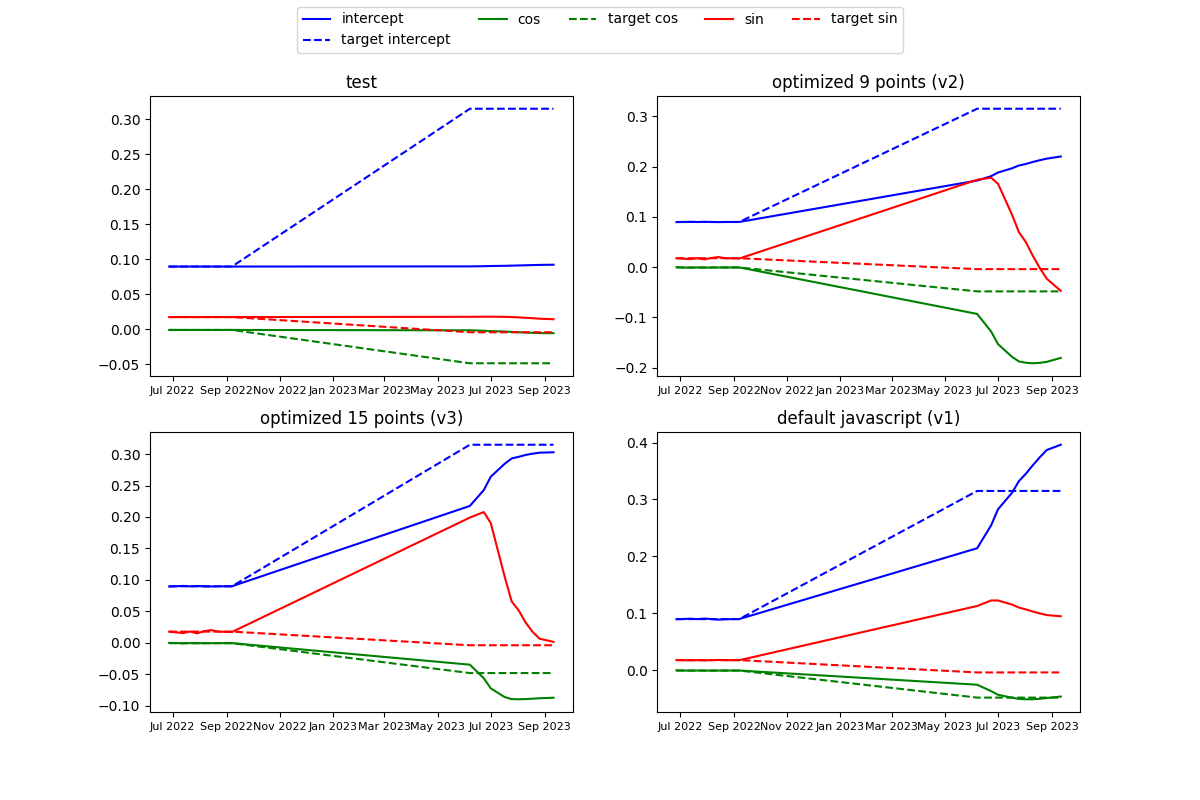 intercept cos target cos sin target sin
target intercept
test
0.30
0.25
0.20
0.15
0.10
0.05
0.00
−0.05
Jul 2022 Sep 2022 Nov 2022 Jan 2023 Mar 2023 May 2023 Jul 2023 Sep 2023
optimized 9 points (v2)
0.3
0.2
0.1
0.0
−0.1
−0.2
Jul 2022 Sep 2022 Nov 2022 Jan 2023 Mar 2023 May 2023 Jul 2023 Sep 2023
optimized 15 points (v3)
0.30
0.25
0.20
0.15
0.10
0.05
0.00
−0.05
−0.10
Jul 2022 Sep 2022 Nov 2022 Jan 2023 Mar 2023 May 2023 Jul 2023 Sep 2023
default javascript (v1)
0.4
0.3
0.2
0.1
0.0
Jul 2022 Sep 2022 Nov 2022 Jan 2023 Mar 2023 May 2023 Jul 2023 Sep 2023